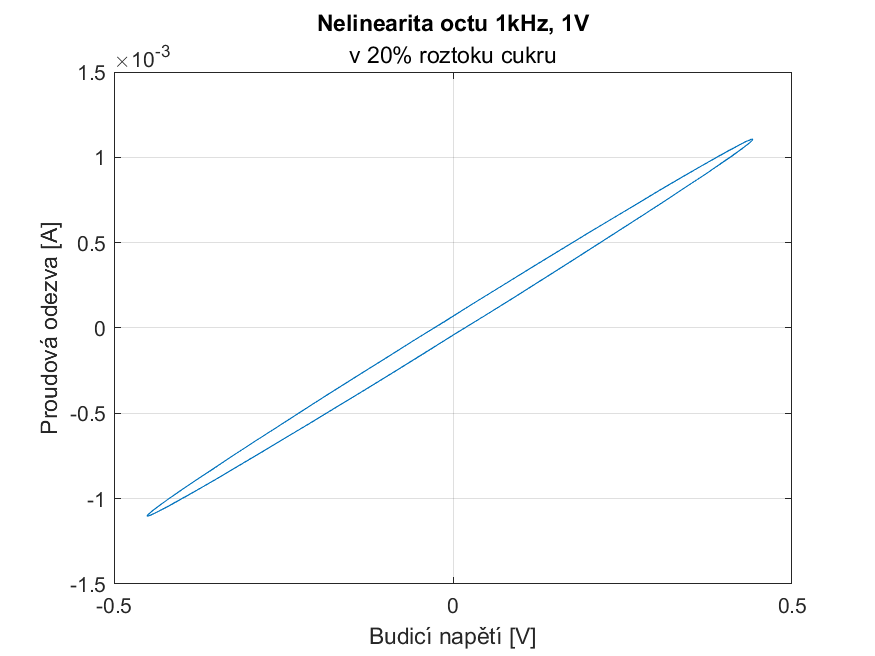 Nelinearita octu 1kHz, 1V
v 20% roztoku cukru
×10^-3
1.5
1
0.5
0
-0.5
-1
-1.5
-0.5 0 0.5
Proudová odezva [A]
Budicí napětí [V]